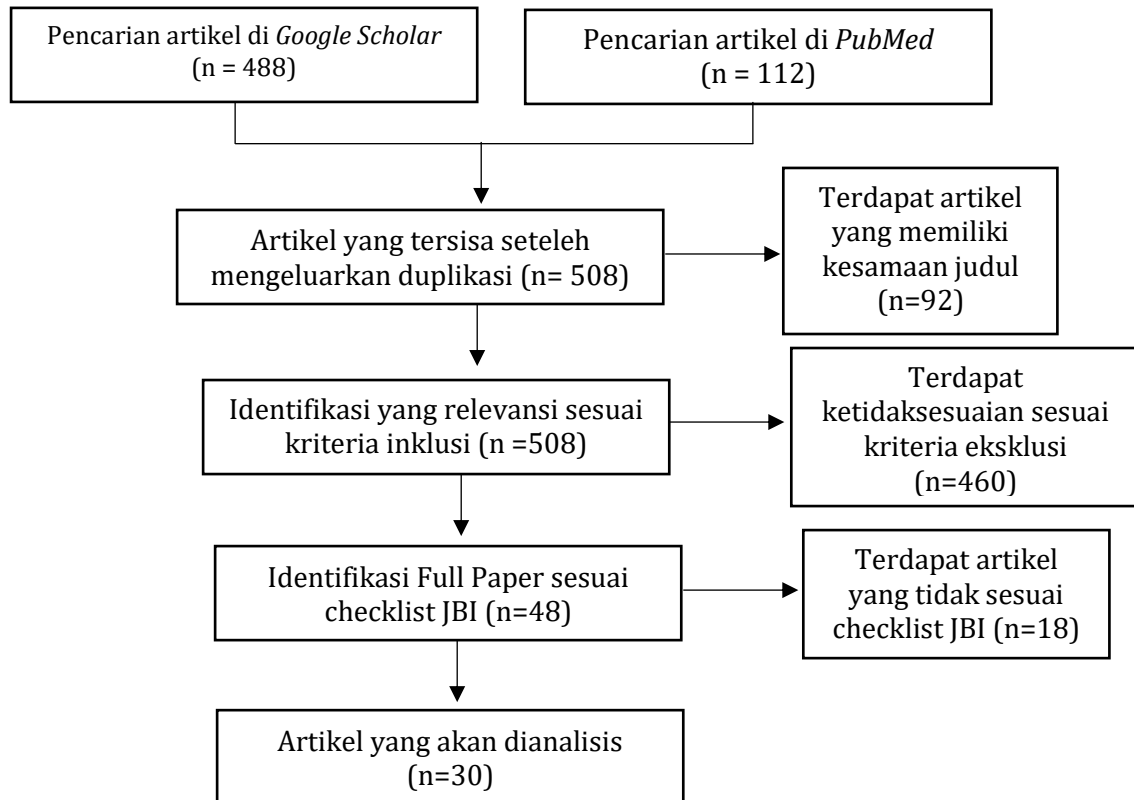 Pencarian artikel di Google Scholar
(n = 488)
Pencarian artikel di PubMed
(n = 112)
Artikel yang tersisa seteleh
mengeluarkan duplikasi (n= 508)
Terdapat artikel
yang memiliki
kesamaan judul
(n=92)
Identifikasi yang relevansi sesuai
kriteria inklusi (n =508)
Terdapat
ketidaksesuaian sesuai
kriteria eksklusi
(n=460)
Identifikasi Full Paper sesuai
checklist JBI (n=48)
Terdapat artikel
yang tidak sesuai
checklist JBI (n=18)
Artikel yang akan dianalisis
(n=30)